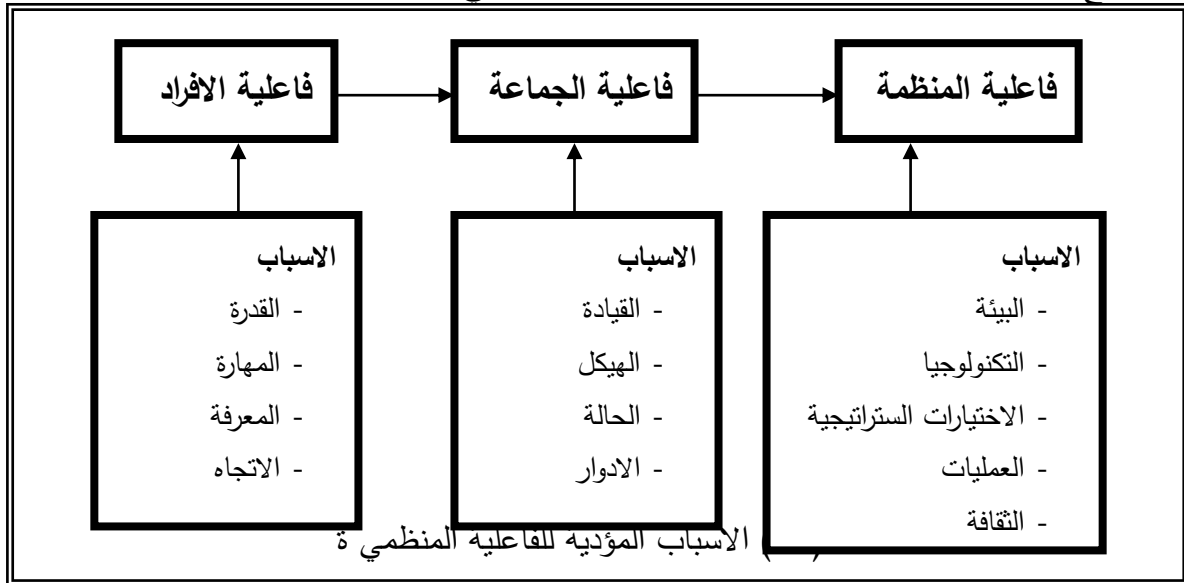 فاعلية المنظمة
فاعلية الجماعة
فاعلية الافراد
الاسباب
- البيئة
- التكنولوجيا
- الاختيارات الستراتيجية
- العمليات
- الثقافة
الاسباب
- القيادة
- الهيكل
- الحالة
- الادوار
الاسباب
- القدرة
- المهارة
- المعرفة
- الاتجاه
الاسباب المؤدية للفاعلية المنظمي ة